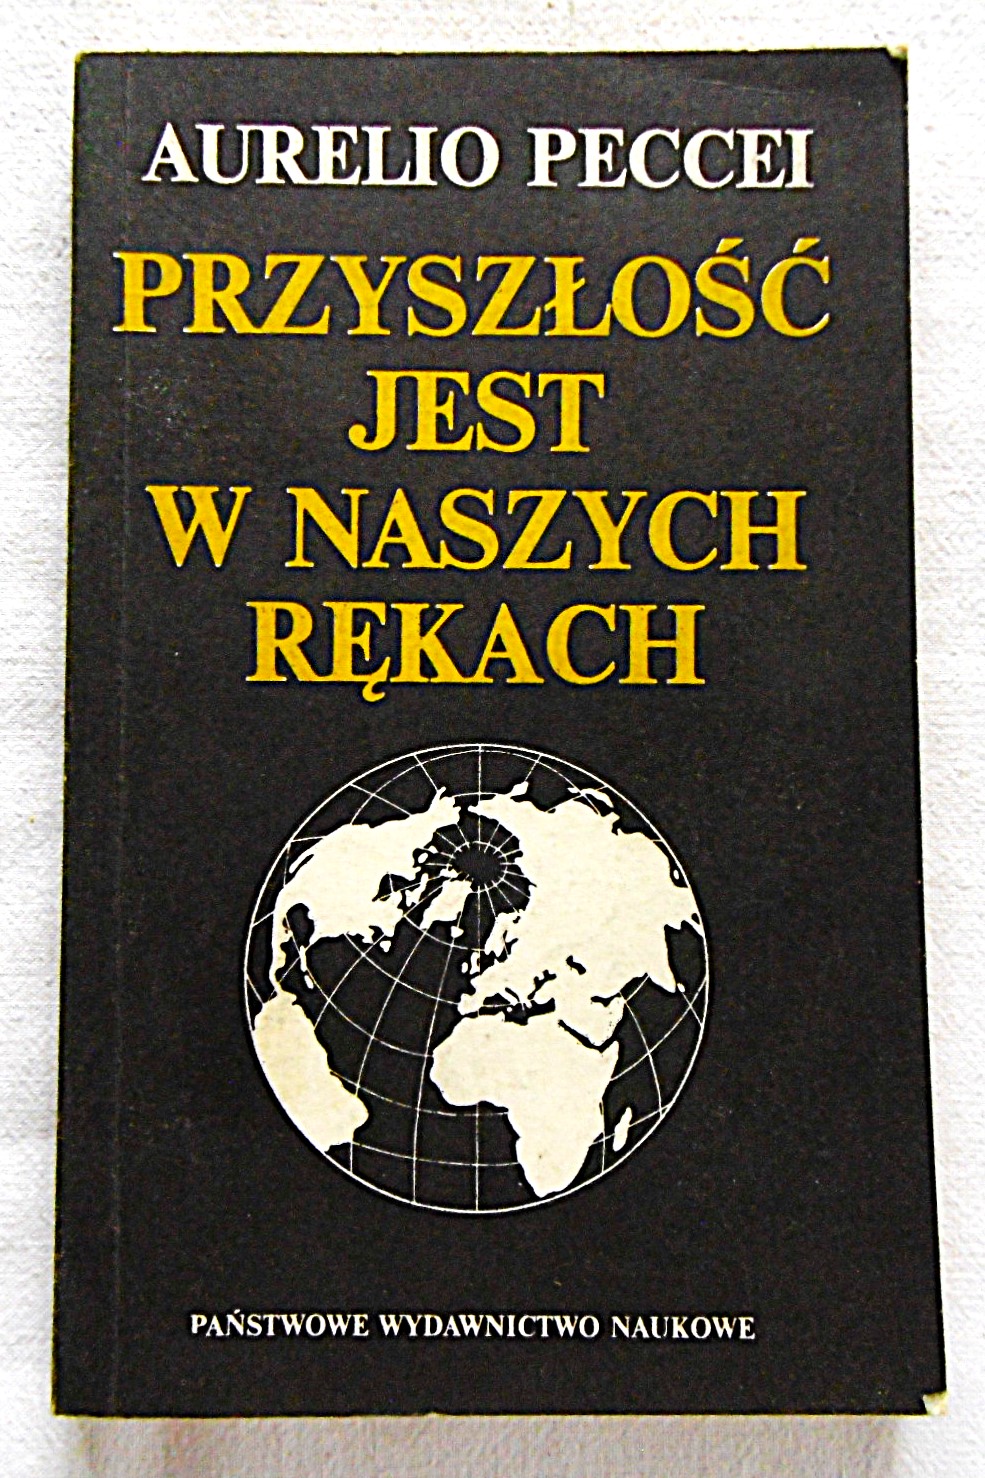 AURELIO PECCEI
PRZYSZŁOŚĆ
JEST
W NASZYCH
RĘKACH
PAŃSTWOWE WYDAWNICTWO NAUKOWE